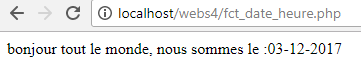 localhost/webs4/fct_date_heure.php
bonjour tout le monde, nous sommes le :03-12-2017